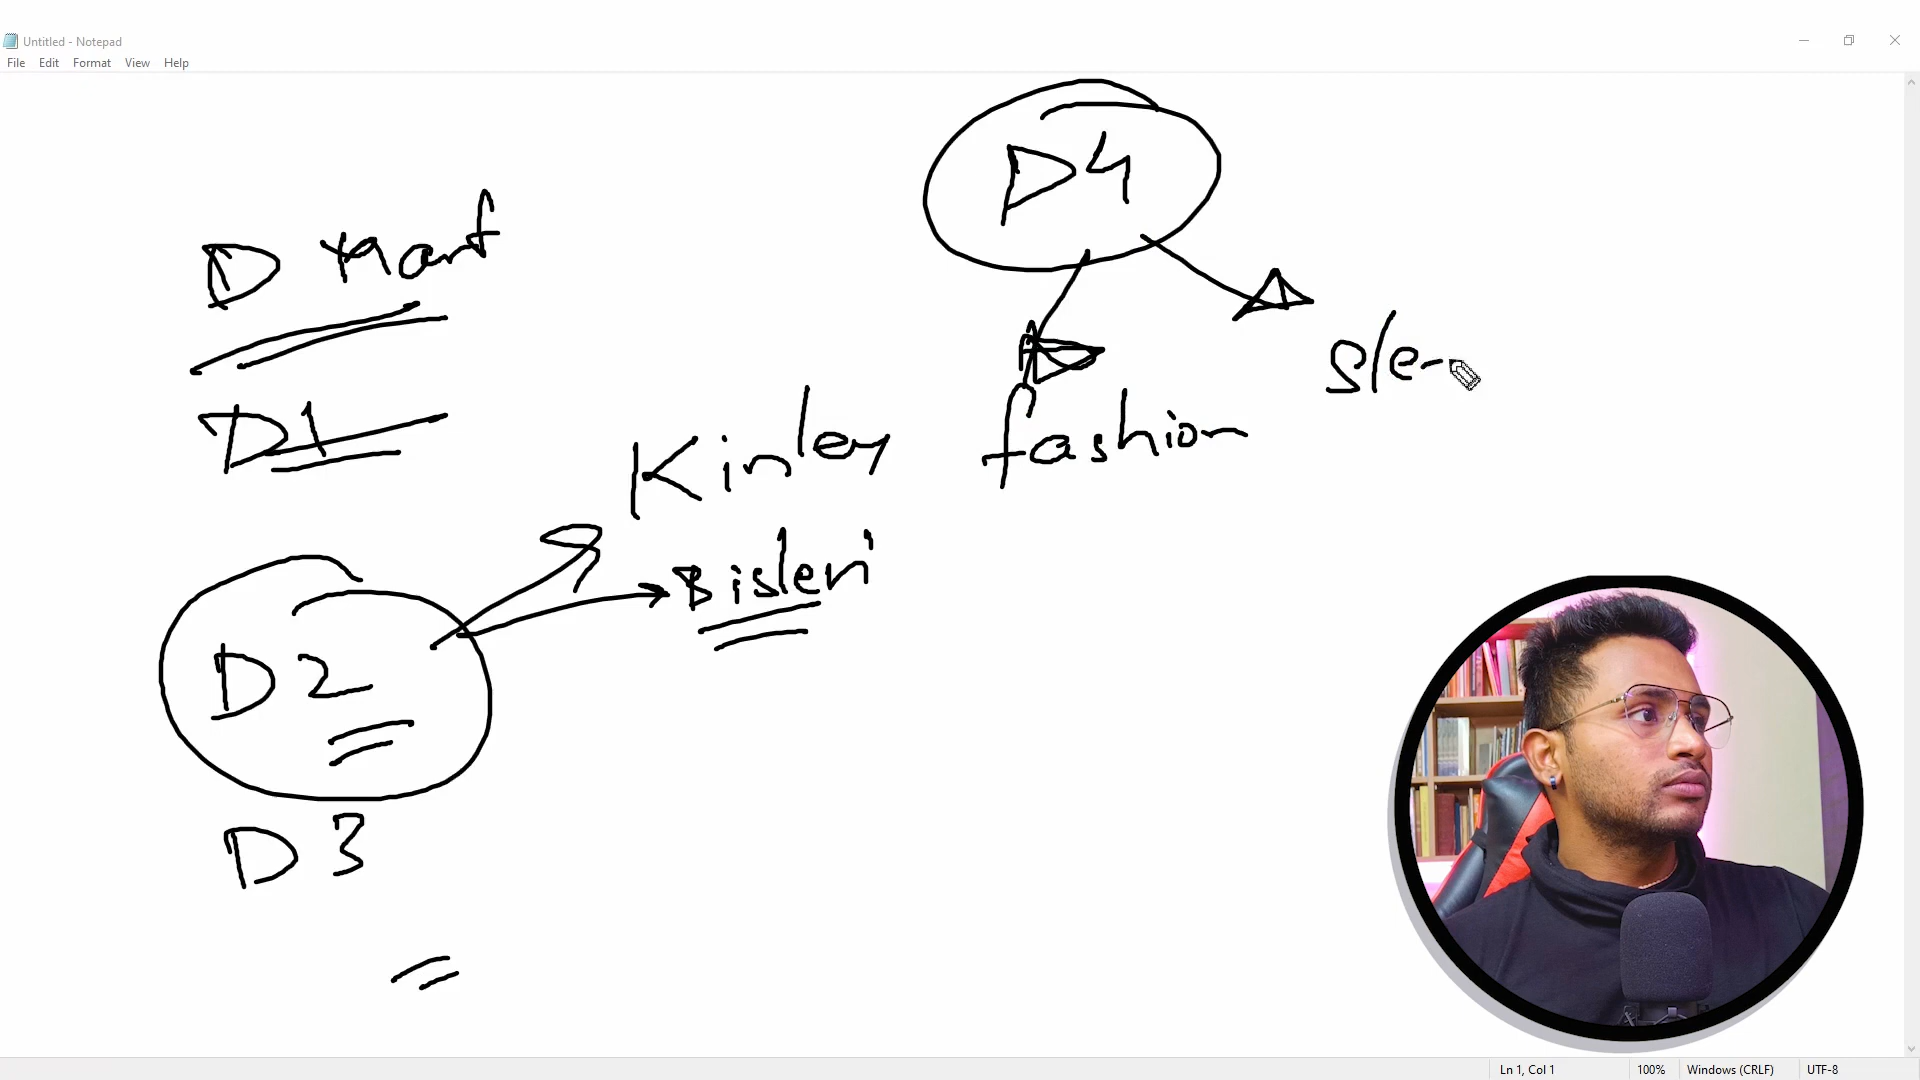 Untitled - Notepad
File Edit Format View Help
D4
D Mart
D1
sle
Kinley
fashion
Bisleri
D2
D3
Ln 1, Col 1 100% Windows (CRLF) UTF-8